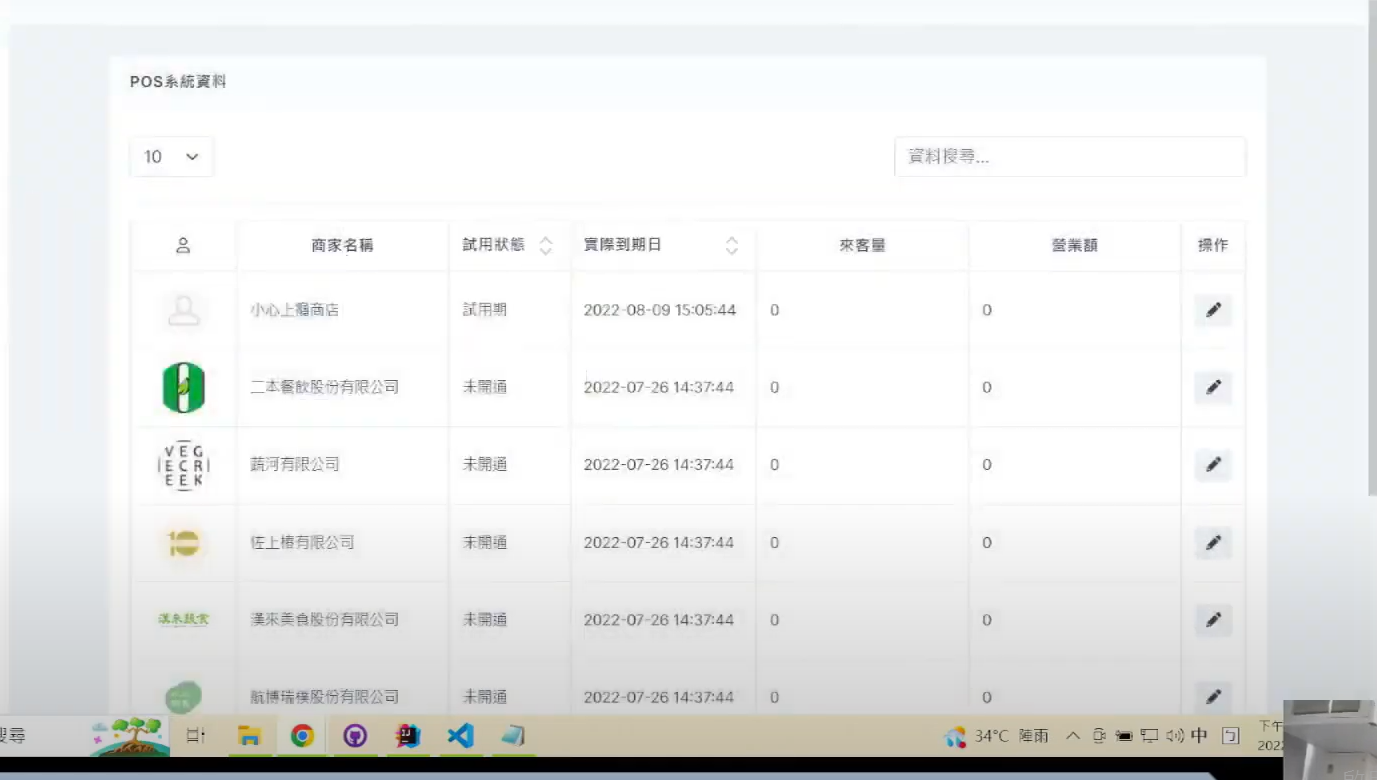 POS系統資料
10
資料搜尋...
商家名稱 試用狀態 實際到期日 來客量 營業額 操作
小心上癮商店 試用期 2022-08-09 15:05:44 0 0
二本餐飲股份有限公司 未開通 2022-07-26 14:37:44 0 0
VEG
ECR
EEK
蔬河有限公司 未開通 2022-07-26 14:37:44 0 0
10
佐上樁有限公司 未開通 2022-07-26 14:37:44 0 0
漢來蔬食
漢來美食股份有限公司 未開通 2022-07-26 14:37:44 0 0
航博瑞樸股份有限公司 未開通 2022-07-26 14:37:44 0 0
搜尋
34°C 陣雨
中
下午
202